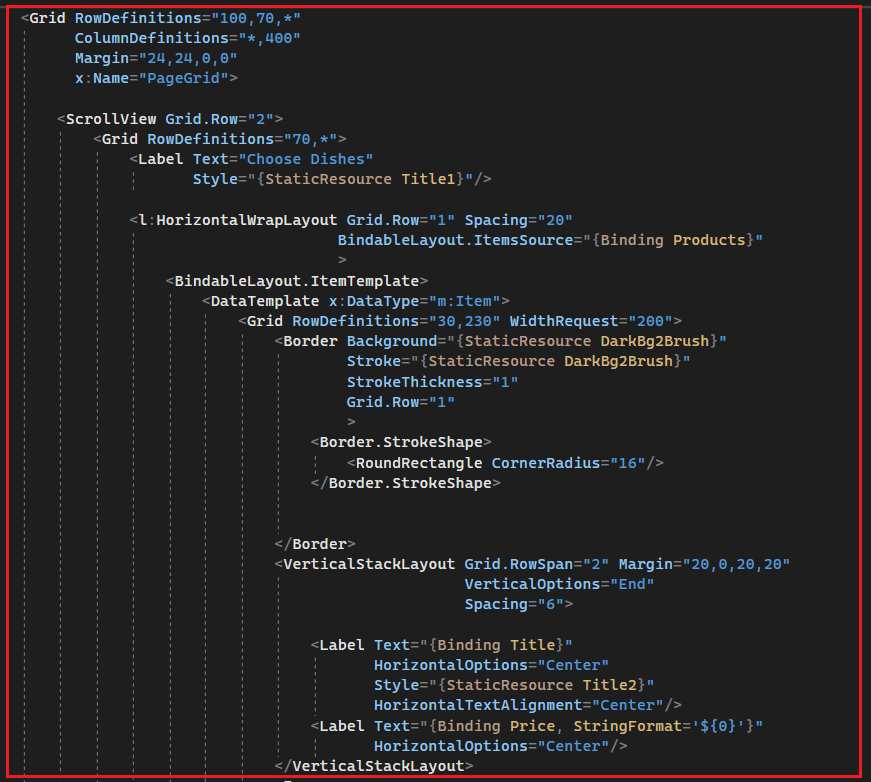 <Grid RowDefinitions="100,70,*"
ColumnDefinitions="*,400"
Margin="24,24,0,0"
x:Name="PageGrid">
<ScrollView Grid.Row="2">
<Grid RowDefinitions="70,*">
<Label Text="Choose Dishes"
Style="{StaticResource Title1}"/>
<l:HorizontalWrapLayout Grid.Row="1" Spacing="20"
BindableLayout.ItemsSource="{Binding Products}"
>
<BindableLayout.ItemTemplate>
<DataTemplate x:DataType="m:Item">
<Grid RowDefinitions="30,230" WidthRequest="200">
<Border Background="{StaticResource DarkBg2Brush}"
Stroke="{StaticResource DarkBg2Brush}"
StrokeThickness="1"
Grid.Row="1"
>
<Border.StrokeShape>
<RoundRectangle CornerRadius="16"/>
</Border.StrokeShape>
</Border>
<VerticalStackLayout Grid.RowSpan="2" Margin="20,0,20,20"
VerticalOptions="End"
Spacing="6">
<Label Text="{Binding Title}"
HorizontalOptions="Center"
Style="{StaticResource Title2}"
HorizontalTextAlignment="Center"/>
<Label Text="{Binding Price, StringFormat='${0}'}"
HorizontalOptions="Center"/>
</VerticalStackLayout>